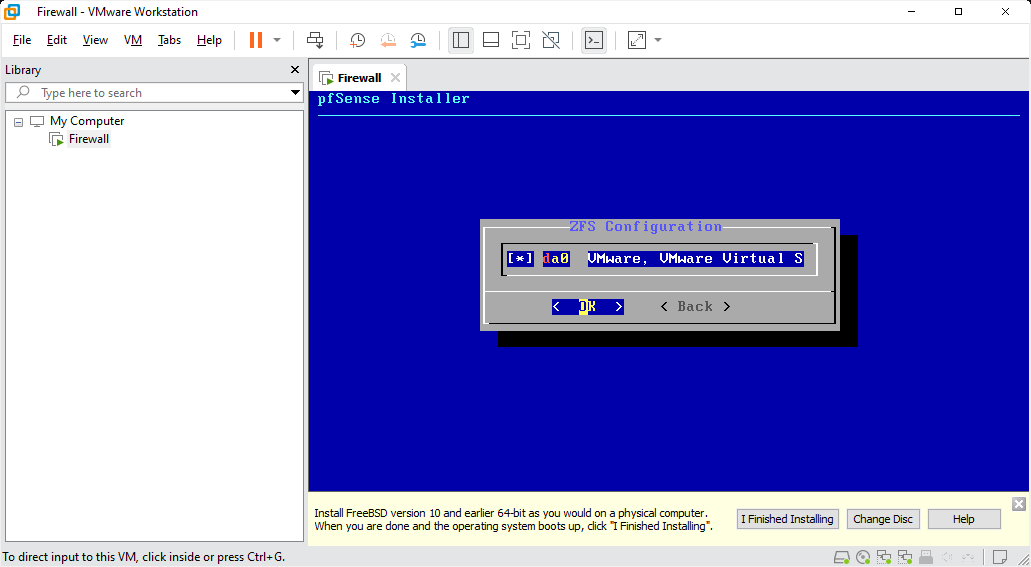 Firewall - VMware Workstation
File Edit View VM Tabs Help
Library
Type here to search
My Computer
Firewall
Firewall
pfSense Installer
ZFS Configuration
[*] da0 VMware, VMware Virtual S
< OK > < Back >
Install FreeBSD version 10 and earlier 64-bit as you would on a physical computer.
When you are done and the operating system boots up, click "I Finished Installing".
I Finished Installing Change Disc Help
To direct input to this VM, click inside or press Ctrl+G.